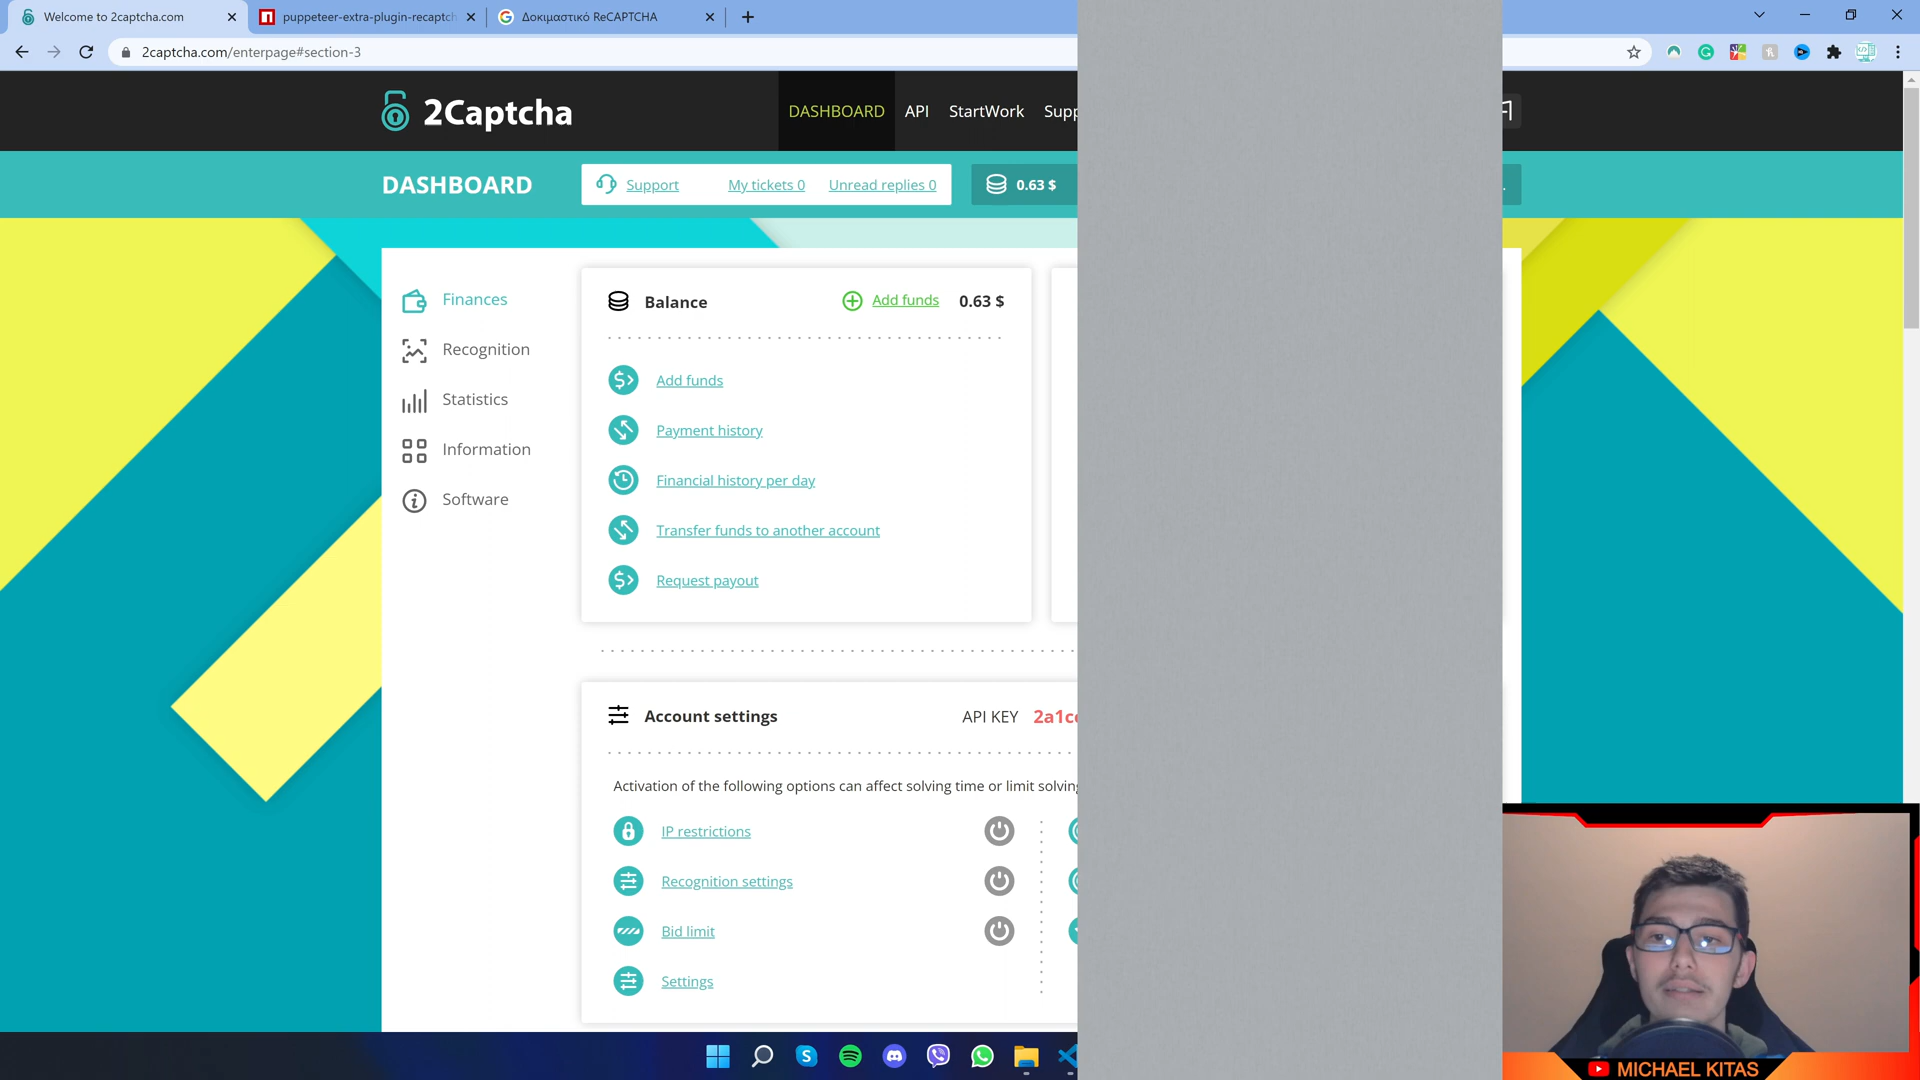 Welcome to 2captcha.com
puppeteer-extra-plugin-recaptch
Δοκιμαστικό ReCAPTCHA
2captcha.com/enterpage#section-3
2Captcha
DASHBOARD
API
StartWork
Supp
DASHBOARD
Support
My tickets 0
Unread replies 0
0.63 $
Finances
Recognition
Statistics
Information
Software
Balance
Add funds
0.63 $
Add funds
Payment history
Financial history per day
Transfer funds to another account
Request payout
Account settings
API KEY
2a1c
Activation of the following options can affect solving time or limit solving
IP restrictions
Recognition settings
Bid limit
Settings
MICHAEL KITAS